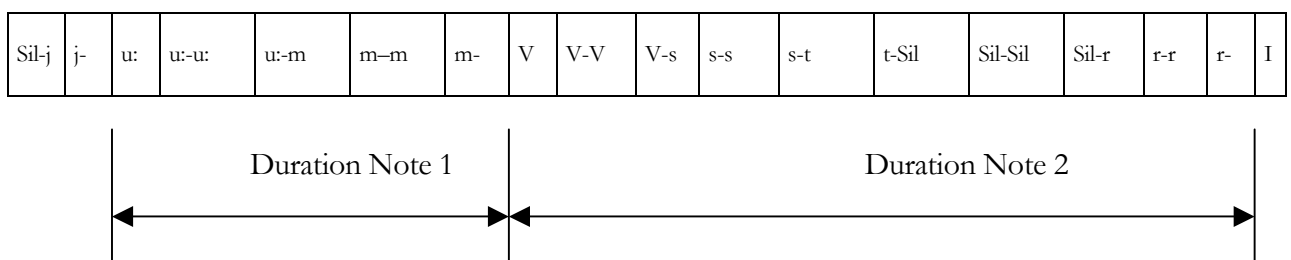 Sil-j j- u: u:-u: u:-m m–m m- V V-V V-s s-s s-t t-Sil Sil-Sil Sil-r r-r r- I
Duration Note 1 Duration Note 2